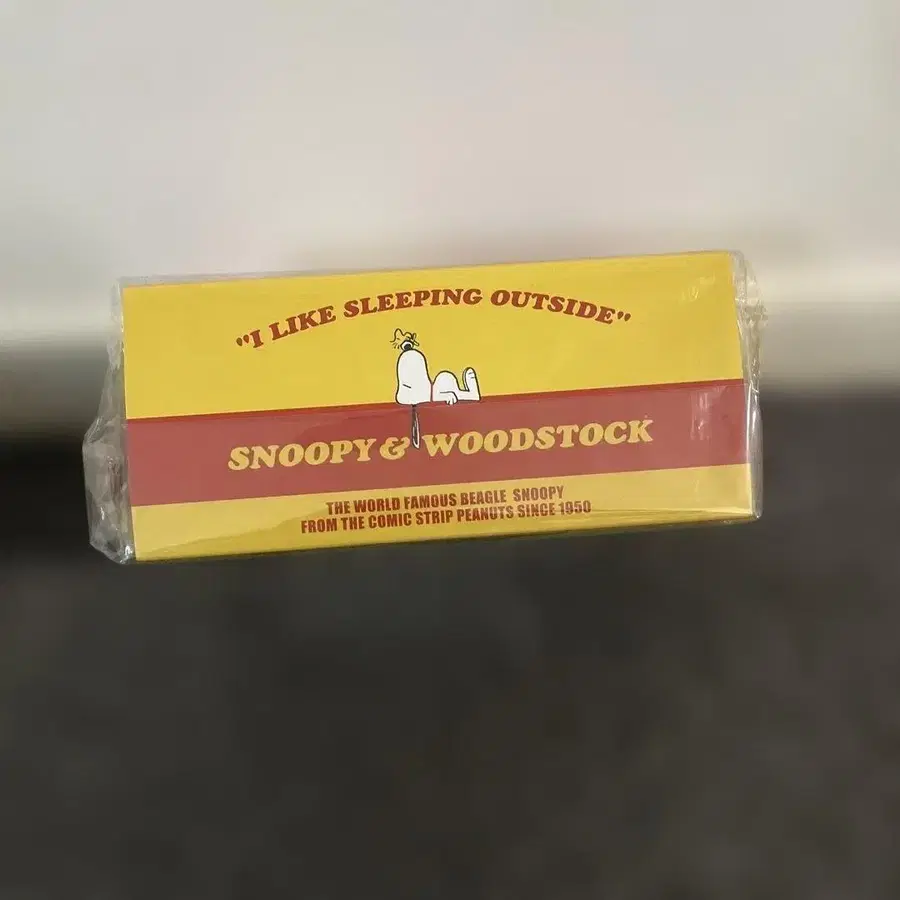 "I LIKE SLEEPING OUTSIDE"
SNOOPY & WOODSTOCK
THE WORLD FAMOUS BEAGLE SNOOPY
FROM THE COMIC STRIP PEANUTS SINCE 1950